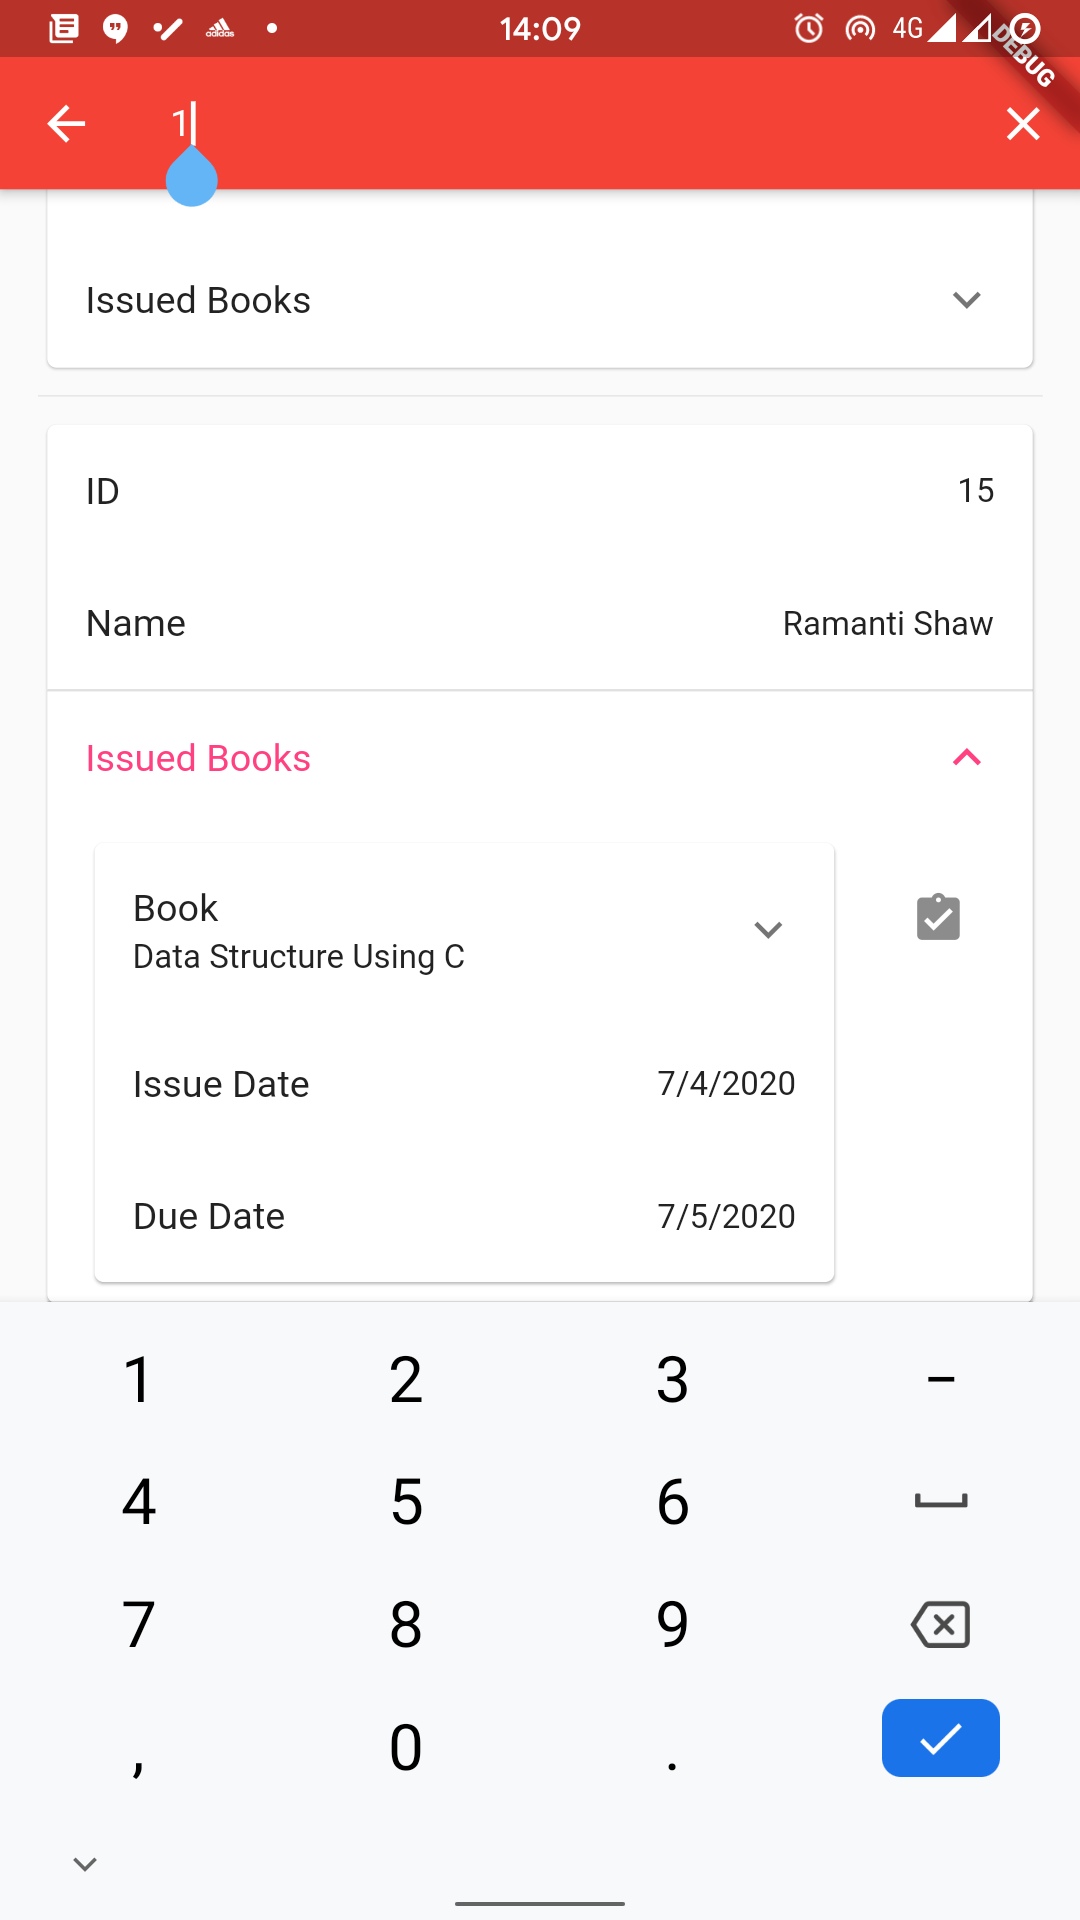 adidas
14:09
4G
DEBUG
1
Issued Books
ID 15
Name Ramanti Shaw
Issued Books
Book
Data Structure Using C
Issue Date 7/4/2020
Due Date 7/5/2020
1 2 3 −
4 5 6
7 8 9
, 0 .